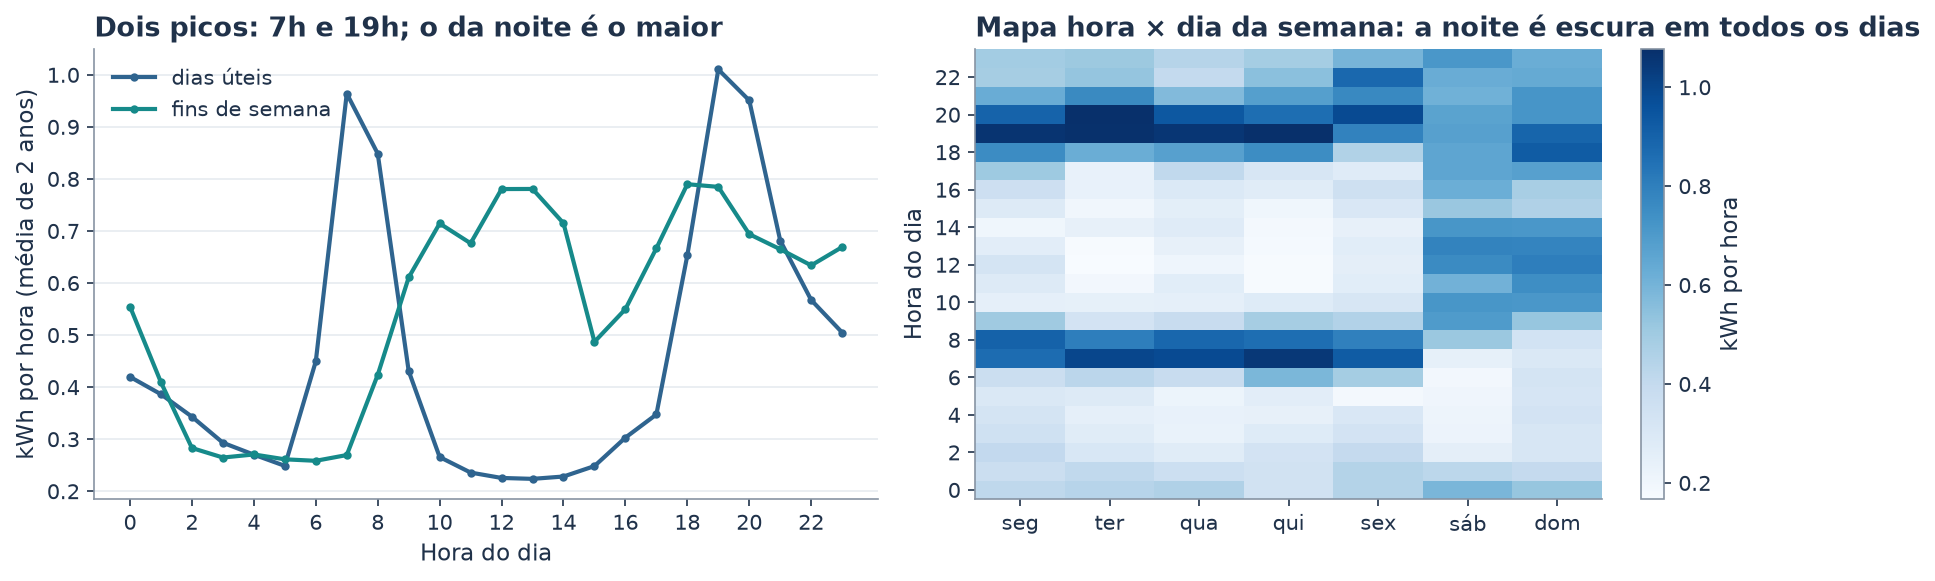 Dois picos: 7h e 19h; o da noite é o maior
kWh por hora (média de 2 anos)
1.0
0.9
0.8
0.7
0.6
0.5
0.4
0.3
0.2
dias úteis
fins de semana
0 2 4 6 8 10 12 14 16 18 20 22
Hora do dia
Mapa hora × dia da semana: a noite é escura em todos os dias
Hora do dia
22
20
18
16
14
12
10
8
6
4
2
0
seg ter qua qui sex sáb dom
1.0
0.8
0.6
0.4
0.2
kWh por hora